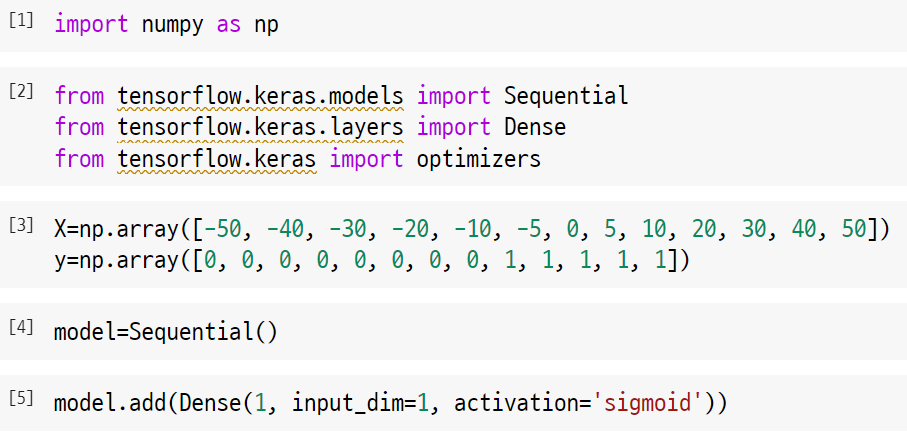 [1] import numpy as np
[2] from tensorflow.keras.models import Sequential
from tensorflow.keras.layers import Dense
from tensorflow.keras import optimizers
[3] X=np.array([-50, -40, -30, -20, -10, -5, 0, 5, 10, 20, 30, 40, 50])
y=np.array([0, 0, 0, 0, 0, 0, 0, 0, 1, 1, 1, 1, 1])
[4] model=Sequential()
[5] model.add(Dense(1, input_dim=1, activation='sigmoid'))